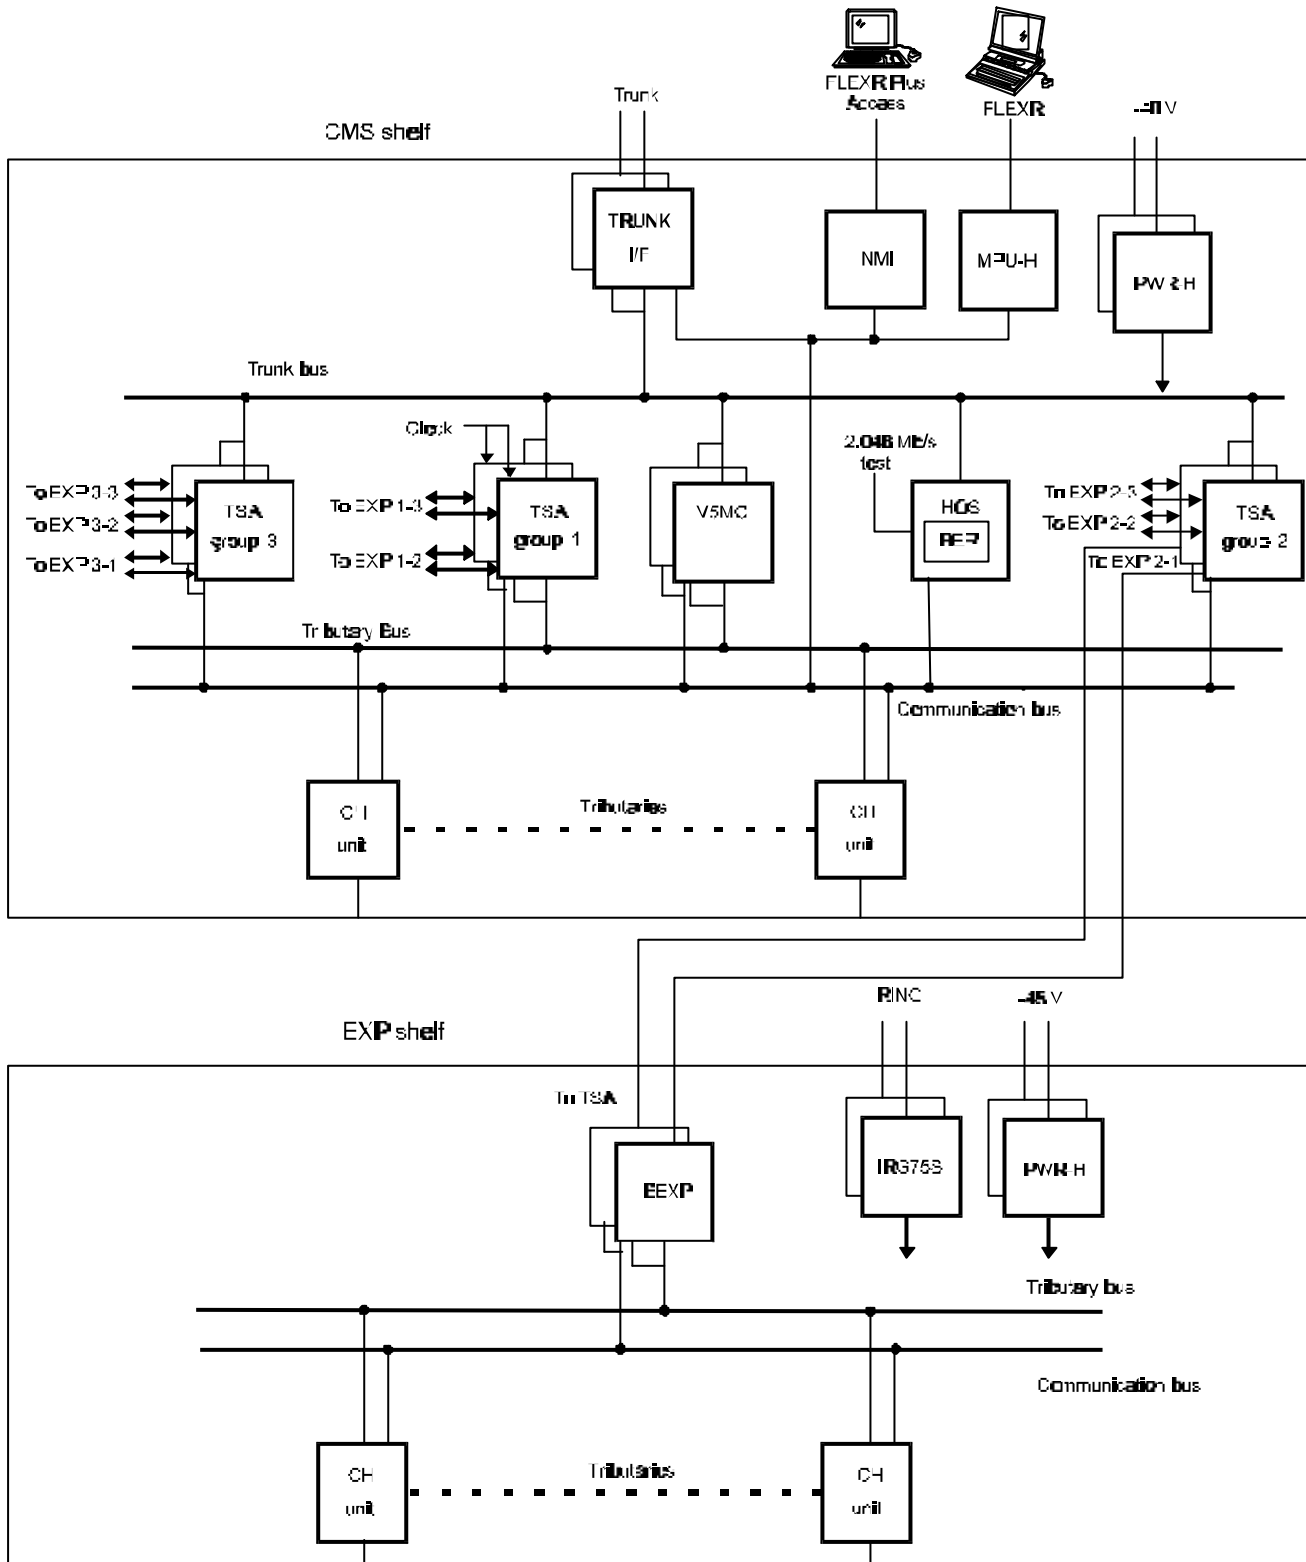 FLEXR Plus
Access
FLEXR
-48 V
Trunk
CMS shelf
TRUNK
I/F
NMI
MPU-H
PWR-H
Trunk bus
Clock
2.048 Mb/s
test
To EXP 3-3
To EXP 3-2
To EXP 3-1
TSA
group 3
To EXP 1-3
To EXP 1-2
TSA
group 1
V5MC
HOS
BER
To EXP 2-3
To EXP 2-2
To EXP 2-1
TSA
group 2
Tributary Bus
Communication bus
CH
unit
Tributaries
CH
unit
RING
-48 V
EXP shelf
To TSA
EEXP
IRG75S
PWR-H
Tributary bus
Communication bus
CH
unit
Tributaries
CH
unit